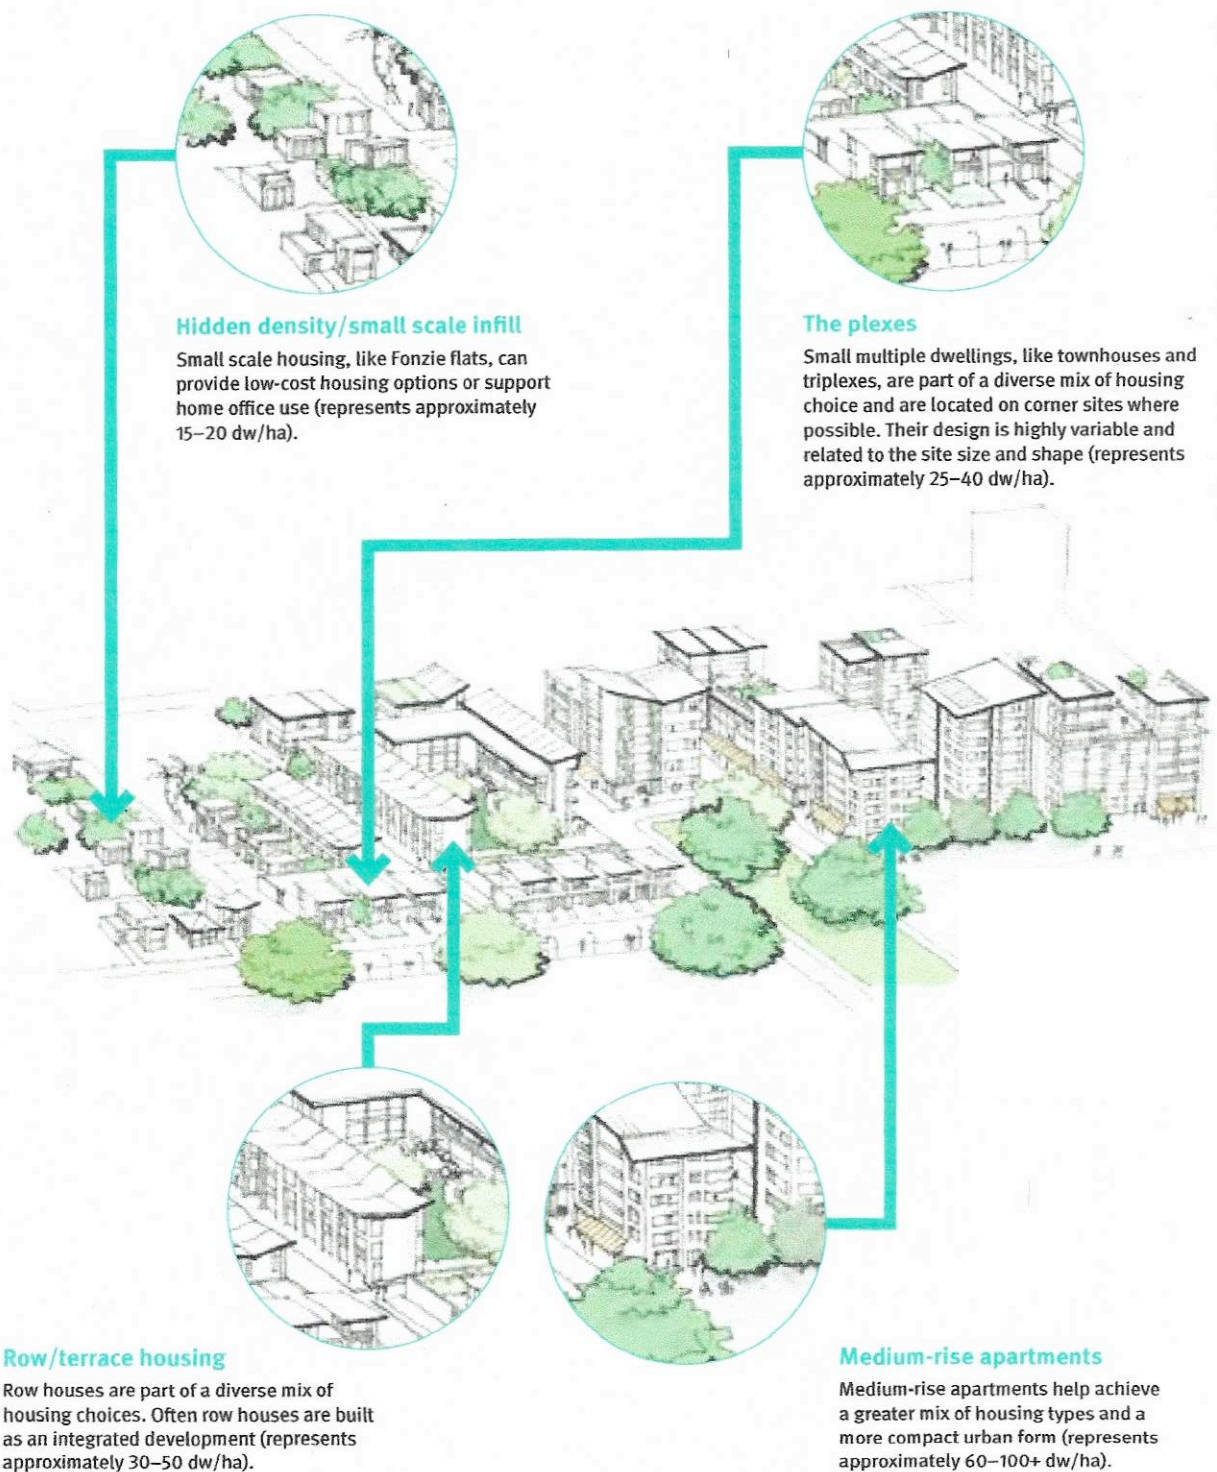 Hidden density/small scale infill
Small scale housing, like Fonzie flats, can
provide low-cost housing options or support
home office use (represents approximately
15–20 dw/ha).
The plexes
Small multiple dwellings, like townhouses and
triplexes, are part of a diverse mix of housing
choice and are located on corner sites where
possible. Their design is highly variable and
related to the site size and shape (represents
approximately 25–40 dw/ha).
Row/terrace housing
Row houses are part of a diverse mix of
housing choices. Often row houses are built
as an integrated development (represents
approximately 30–50 dw/ha).
Medium-rise apartments
Medium-rise apartments help achieve
a greater mix of housing types and a
more compact urban form (represents
approximately 60–100+ dw/ha).